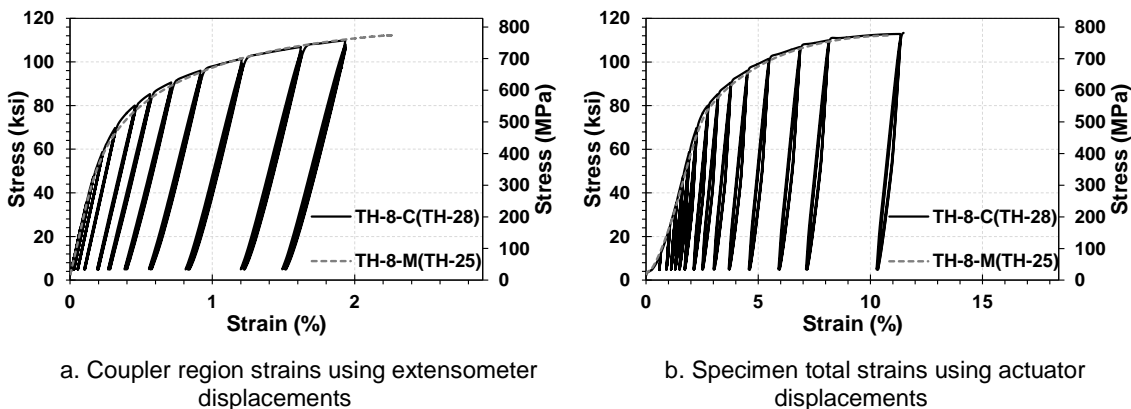 120
100
80
60
40
20
0
Stress (ksi)
800
700
600
500
400
300
200
100
0
Stress (MPa)
TH-8-C(TH-28)
TH-8-M(TH-25)
0 1 2
Strain (%)
a. Coupler region strains using extensometer
displacements
120
100
80
60
40
20
0
Stress (ksi)
800
700
600
500
400
300
200
100
0
Stress (MPa)
TH-8-C(TH-28)
TH-8-M(TH-25)
0 5 10 15
Strain (%)
b. Specimen total strains using actuator
displacements